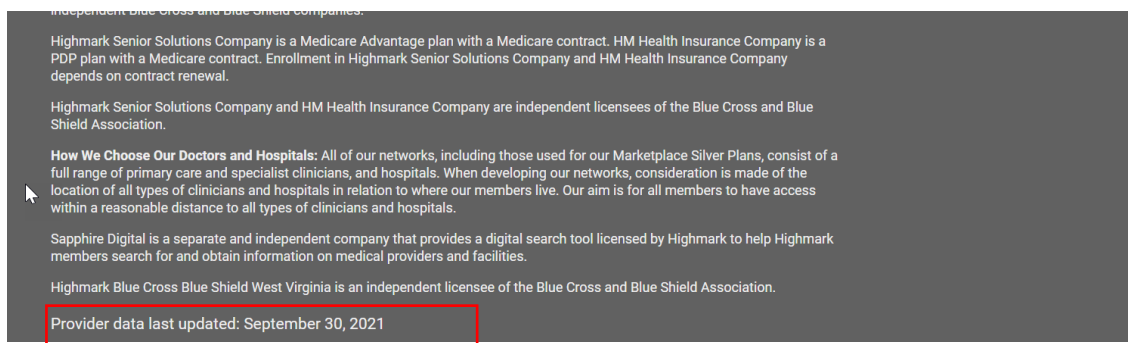 independent Blue Cross and Blue Shield companies.
Highmark Senior Solutions Company is a Medicare Advantage plan with a Medicare contract. HM Health Insurance Company is a
PDP plan with a Medicare contract. Enrollment in Highmark Senior Solutions Company and HM Health Insurance Company
depends on contract renewal.
Highmark Senior Solutions Company and HM Health Insurance Company are independent licensees of the Blue Cross and Blue
Shield Association.
How We Choose Our Doctors and Hospitals: All of our networks, including those used for our Marketplace Silver Plans, consist of a
full range of primary care and specialist clinicians, and hospitals. When developing our networks, consideration is made of the
location of all types of clinicians and hospitals in relation to where our members live. Our aim is for all members to have access
within a reasonable distance to all types of clinicians and hospitals.
Sapphire Digital is a separate and independent company that provides a digital search tool licensed by Highmark to help Highmark
members search for and obtain information on medical providers and facilities.
Highmark Blue Cross Blue Shield West Virginia is an independent licensee of the Blue Cross and Blue Shield Association.
Provider data last updated: September 30, 2021